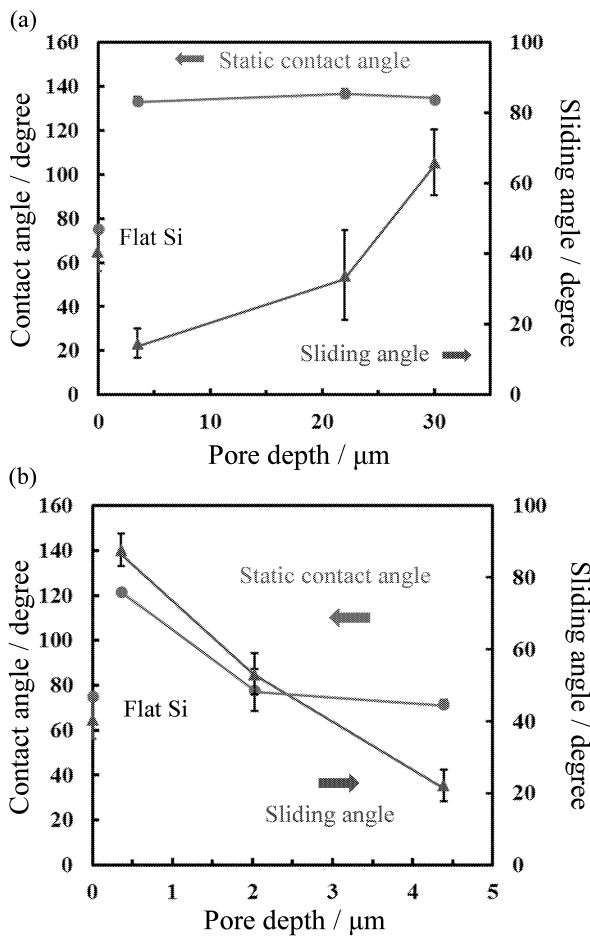 (a)
160
140
120
100
80
60
40
20
0
Contact angle / degree
100
80
60
40
20
0
Sliding angle / degree
Static contact angle
Flat Si
Sliding angle
0
10
20
30
Pore depth / μm
(b)
160
140
120
100
80
60
40
20
0
Contact angle / degree
100
80
60
40
20
0
Sliding angle / degree
Static contact angle
Flat Si
Sliding angle
0
1
2
3
4
5
Pore depth / μm